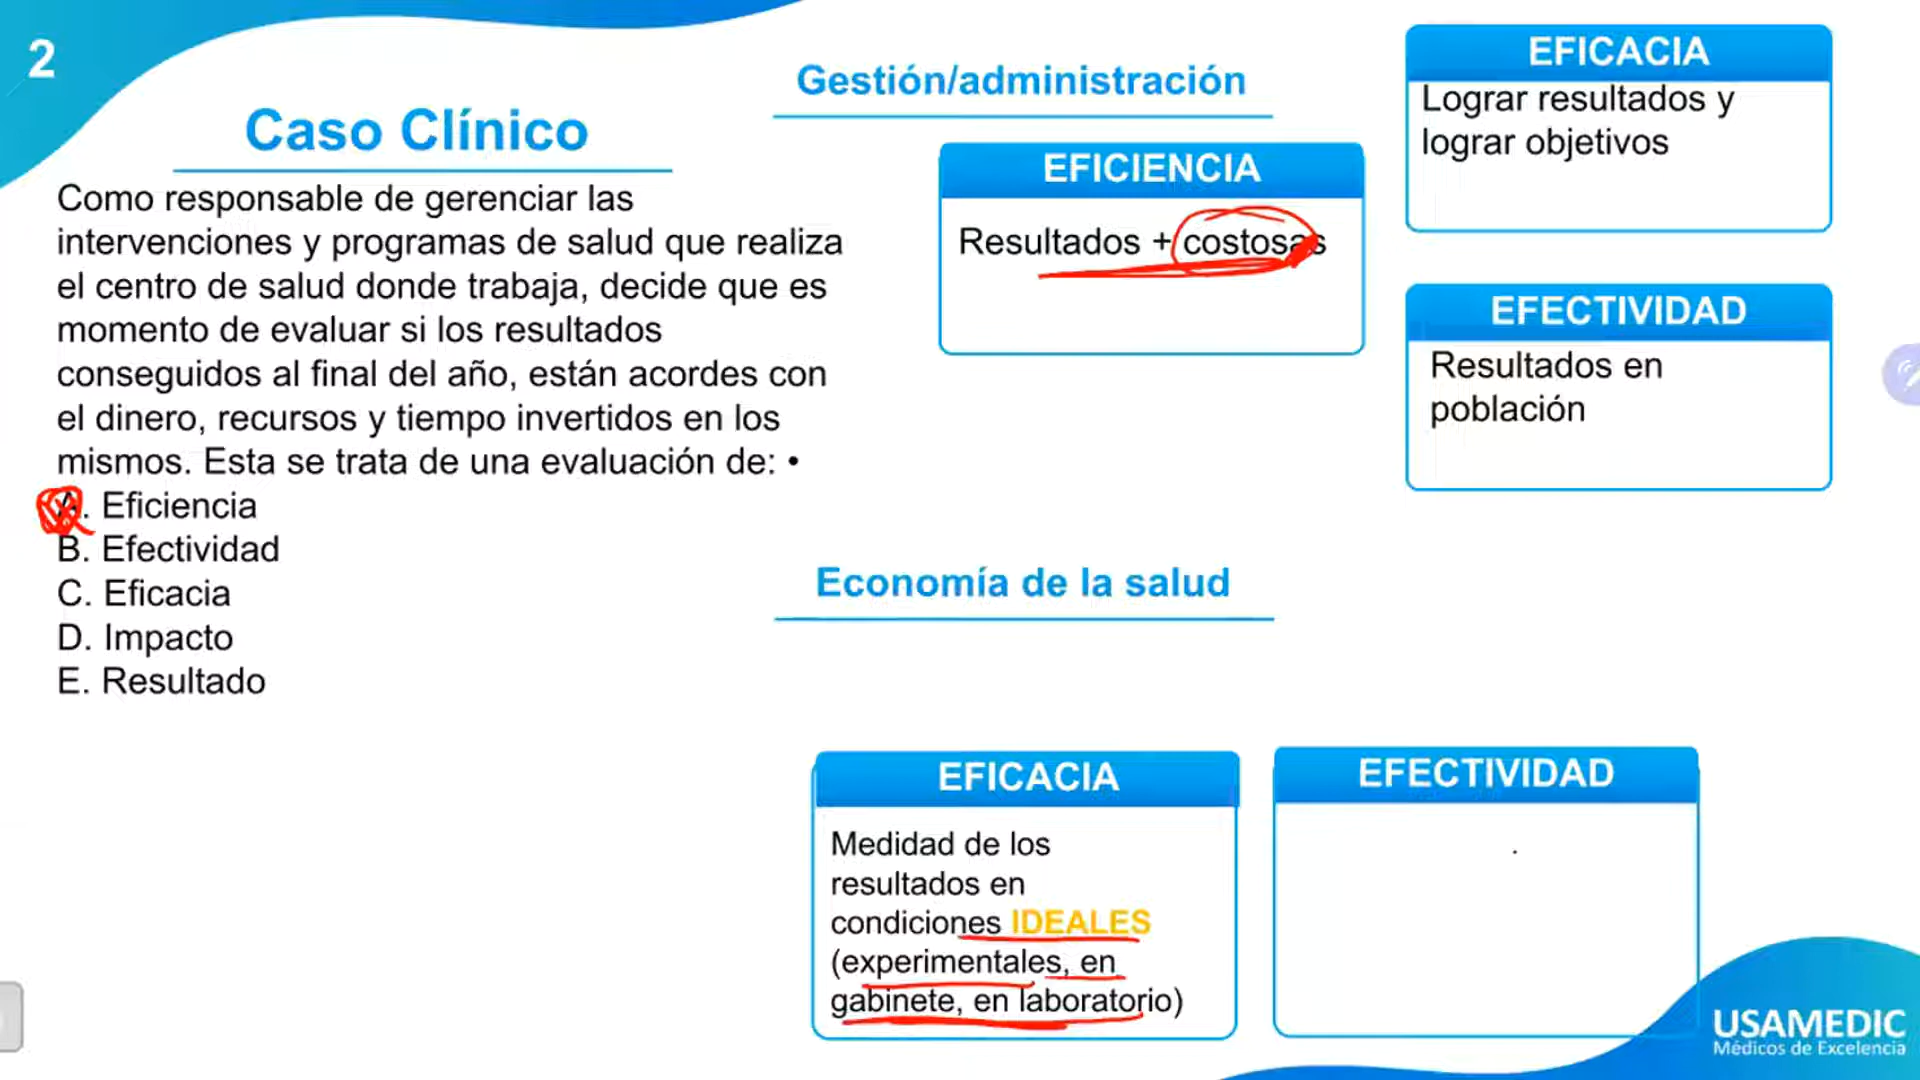 2
Caso Clínico
Como responsable de gerenciar las
intervenciones y programas de salud que realiza
el centro de salud donde trabaja, decide que es
momento de evaluar si los resultados
conseguidos al final del año, están acordes con
el dinero, recursos y tiempo invertidos en los
mismos. Esta se trata de una evaluación de: •
A. Eficiencia
B. Efectividad
C. Eficacia
D. Impacto
E. Resultado
Gestión/administración
EFICIENCIA
Resultados + costosas
EFICACIA
Lograr resultados y
lograr objetivos
EFECTIVIDAD
Resultados en
población
Economía de la salud
EFICACIA
Medidad de los
resultados en
condiciones IDEALES
(experimentales, en
gabinete, en laboratorio)
EFECTIVIDAD
.
USAMEDIC
Médicos de Excelencia